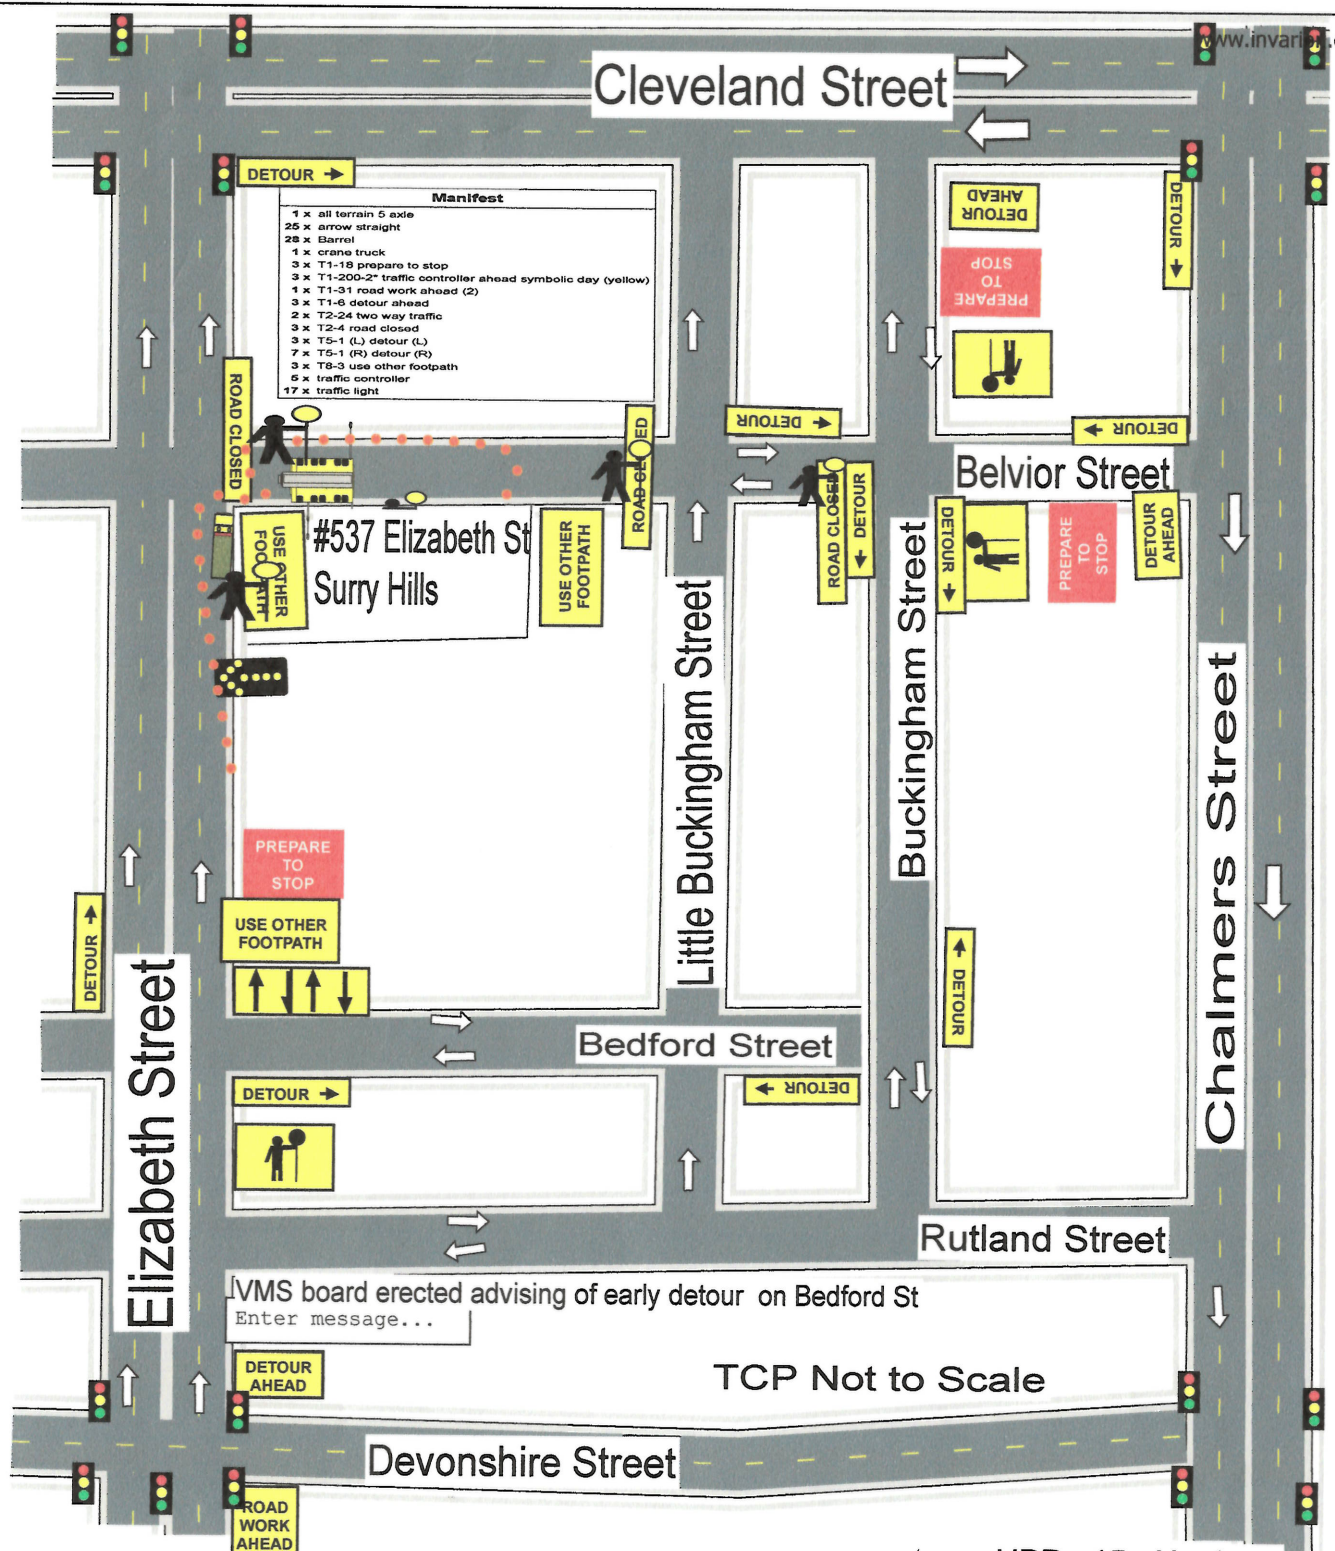 www.invarion.
Cleveland Street
DETOUR →
Manifest
1 x all terrain 5 axle
25 x arrow straight
28 x Barrel
1 x crane truck
3 x T1-18 prepare to stop
3 x T1-200-2* traffic controller ahead symbolic day (yellow)
1 x T1-31 road work ahead (2)
3 x T1-6 detour ahead
2 x T2-24 two way traffic
3 x T2-4 road closed
3 x T5-1 (L) detour (L)
7 x T5-1 (R) detour (R)
3 x T8-3 use other footpath
5 x traffic controller
17 x traffic light
DETOUR
AHEAD
DETOUR →
PREPARE
TO
STOP
ROAD CLOSED
ROAD CL ED
DETOUR →
DETOUR ←
Belvior Street
ROAD CLOSED
DETOUR →
DETOUR →
PREPARE
TO
STOP
DETOUR
AHEAD
USE OTHER
FOOTPATH
#537 Elizabeth St
Surry Hills
USE OTHER
FOOTPATH
Little Buckingham Street
Buckingham Street
Chalmers Street
PREPARE
TO
STOP
USE OTHER
FOOTPATH
DETOUR →
DETOUR ←
Elizabeth Street
Bedford Street
DETOUR →
DETOUR ←
Rutland Street
VMS board erected advising of early detour on Bedford St
Enter message...
DETOUR
AHEAD
TCP Not to Scale
Devonshire Street
ROAD
WORK
AHEAD